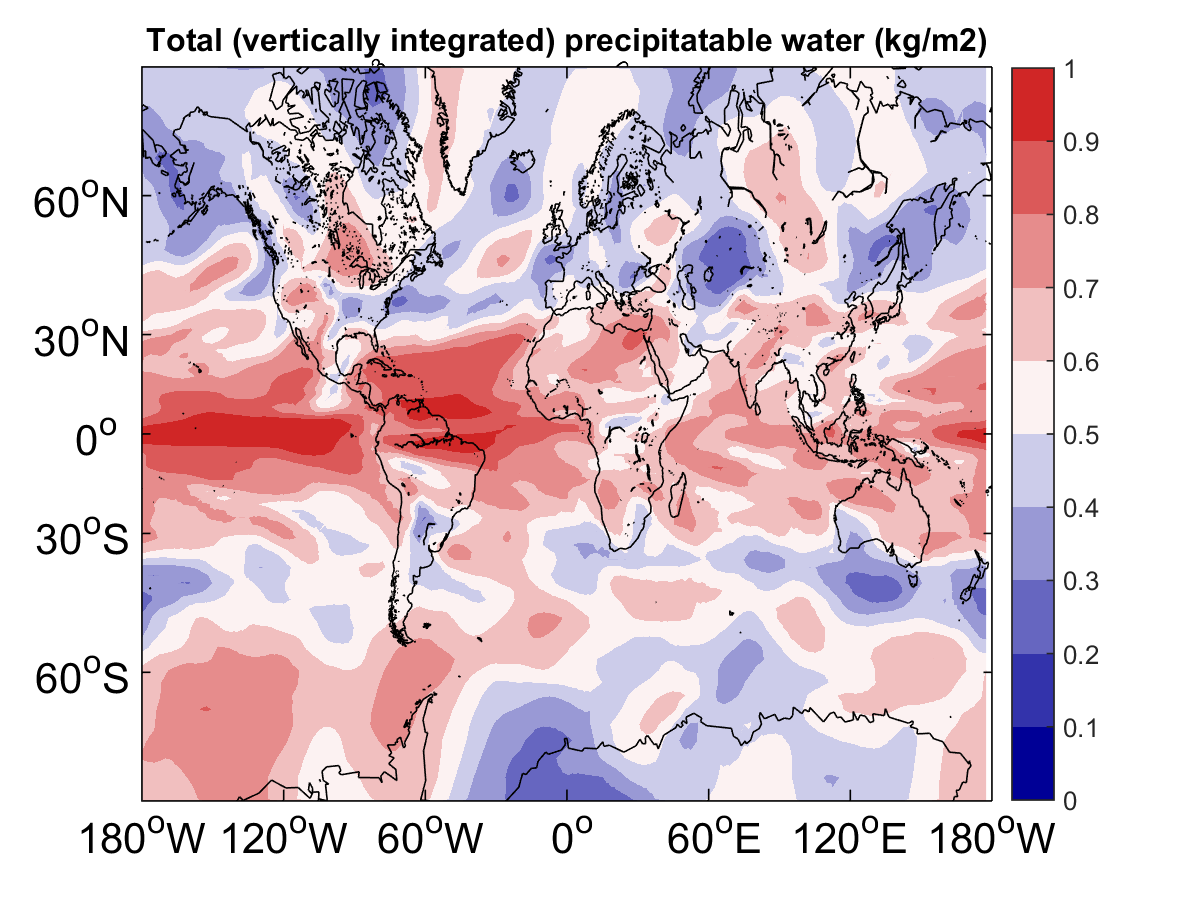 Total (vertically integrated) precipitatable water (kg/m2)
60°N
30°N
0°
30°S
60°S
180°W 120°W 60°W 0° 60°E 120°E 180°W
1
0.9
0.8
0.7
0.6
0.5
0.4
0.3
0.2
0.1
0